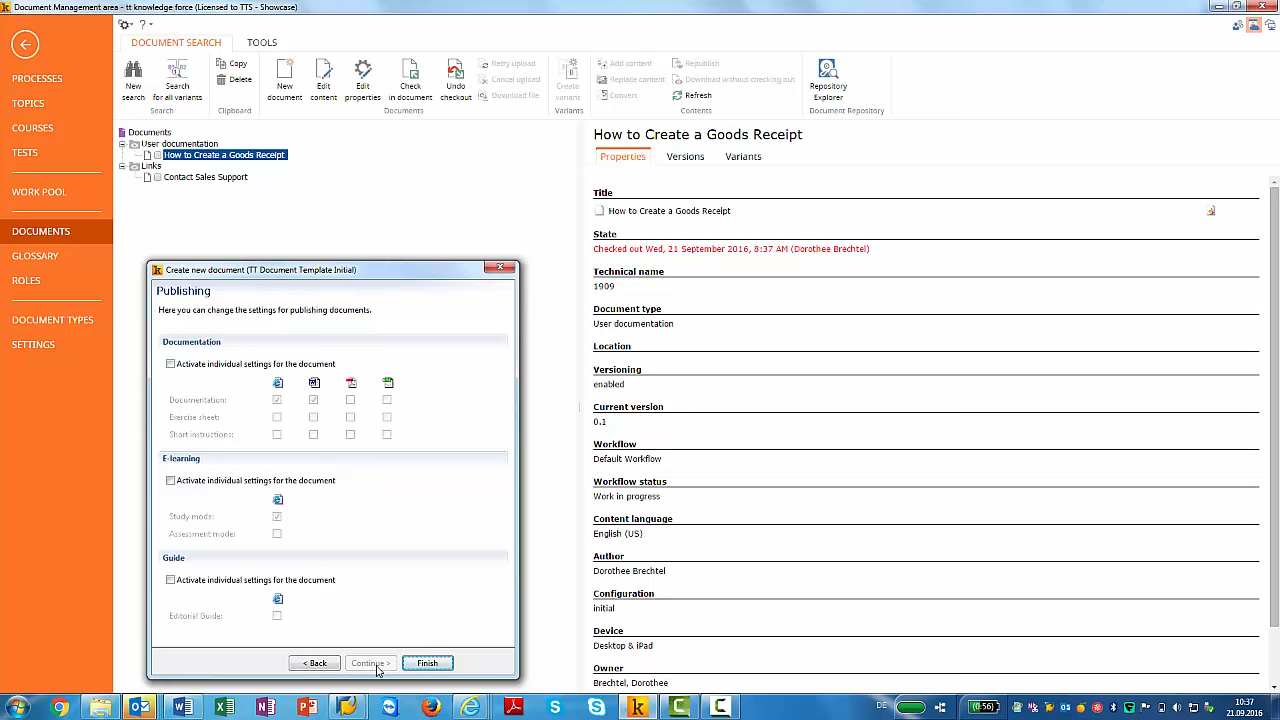 Document Management area - tt knowledge force (Licensed to TTS - Showcase)
?
DOCUMENT SEARCH
TOOLS
PROCESSES
TOPICS
COURSES
TESTS
WORK POOL
DOCUMENTS
GLOSSARY
ROLES
DOCUMENT TYPES
SETTINGS
New search
Search for all variants
Search
Copy
Delete
Clipboard
New document
Edit content
Edit properties
Check in document
Undo checkout
Retry upload
Cancel upload
Download file
Documents
Create variant
Variants
Add content
Replace content
Convert
Republish
Download without checking out
Refresh
Contents
Repository Explorer
Document Repository
Documents
User documentation
How to Create a Goods Receipt
Links
Contact Sales Support
Create new document (TT Document Template Initial)
Publishing
Here you can change the settings for publishing documents.
Documentation
Activate individual settings for the document
Documentation:
Exercise sheet:
Short instructions:
E-learning
Activate individual settings for the document
Study mode:
Assessment mode:
Guide
Activate individual settings for the document
Editorial Guide:
< Back
Continue >
Finish
How to Create a Goods Receipt
Properties
Versions
Variants
Title
How to Create a Goods Receipt
State
Checked out Wed, 21 September 2016, 8:37 AM (Dorothee Brechtel)
Technical name
1909
Document type
User documentation
Location
Versioning
enabled
Current version
0.1
Workflow
Default Workflow
Workflow status
Work in progress
Content language
English (US)
Author
Dorothee Brechtel
Configuration
initial
Device
Desktop & iPad
Owner
Brechtel, Dorothee
DE
(0:56)
10:37
21.09.2016